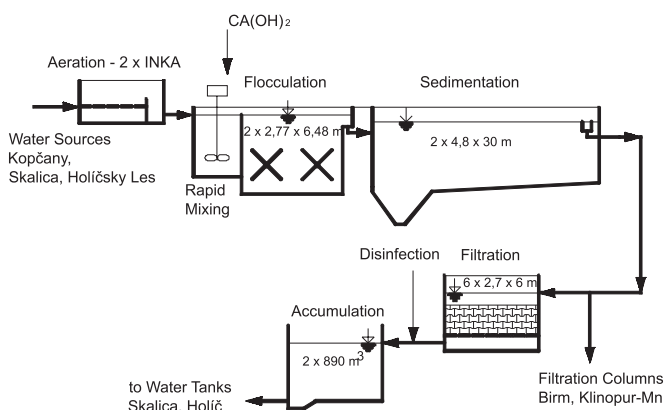 CA(OH)2
Aeration - 2 x INKA
Flocculation
Sedimentation
2 x 2,77 x 6,48 m
2 x 4,8 x 30 m
Water Sources
Kopčany,
Skalica, Holíčsky Les
Rapid
Mixing
Disinfection
Filtration
6 x 2,7 x 6 m
Accumulation
2 x 890 m3
Filtration Columns
Birm, Klinopur-Mn
to Water Tanks
Skalica, Holíč